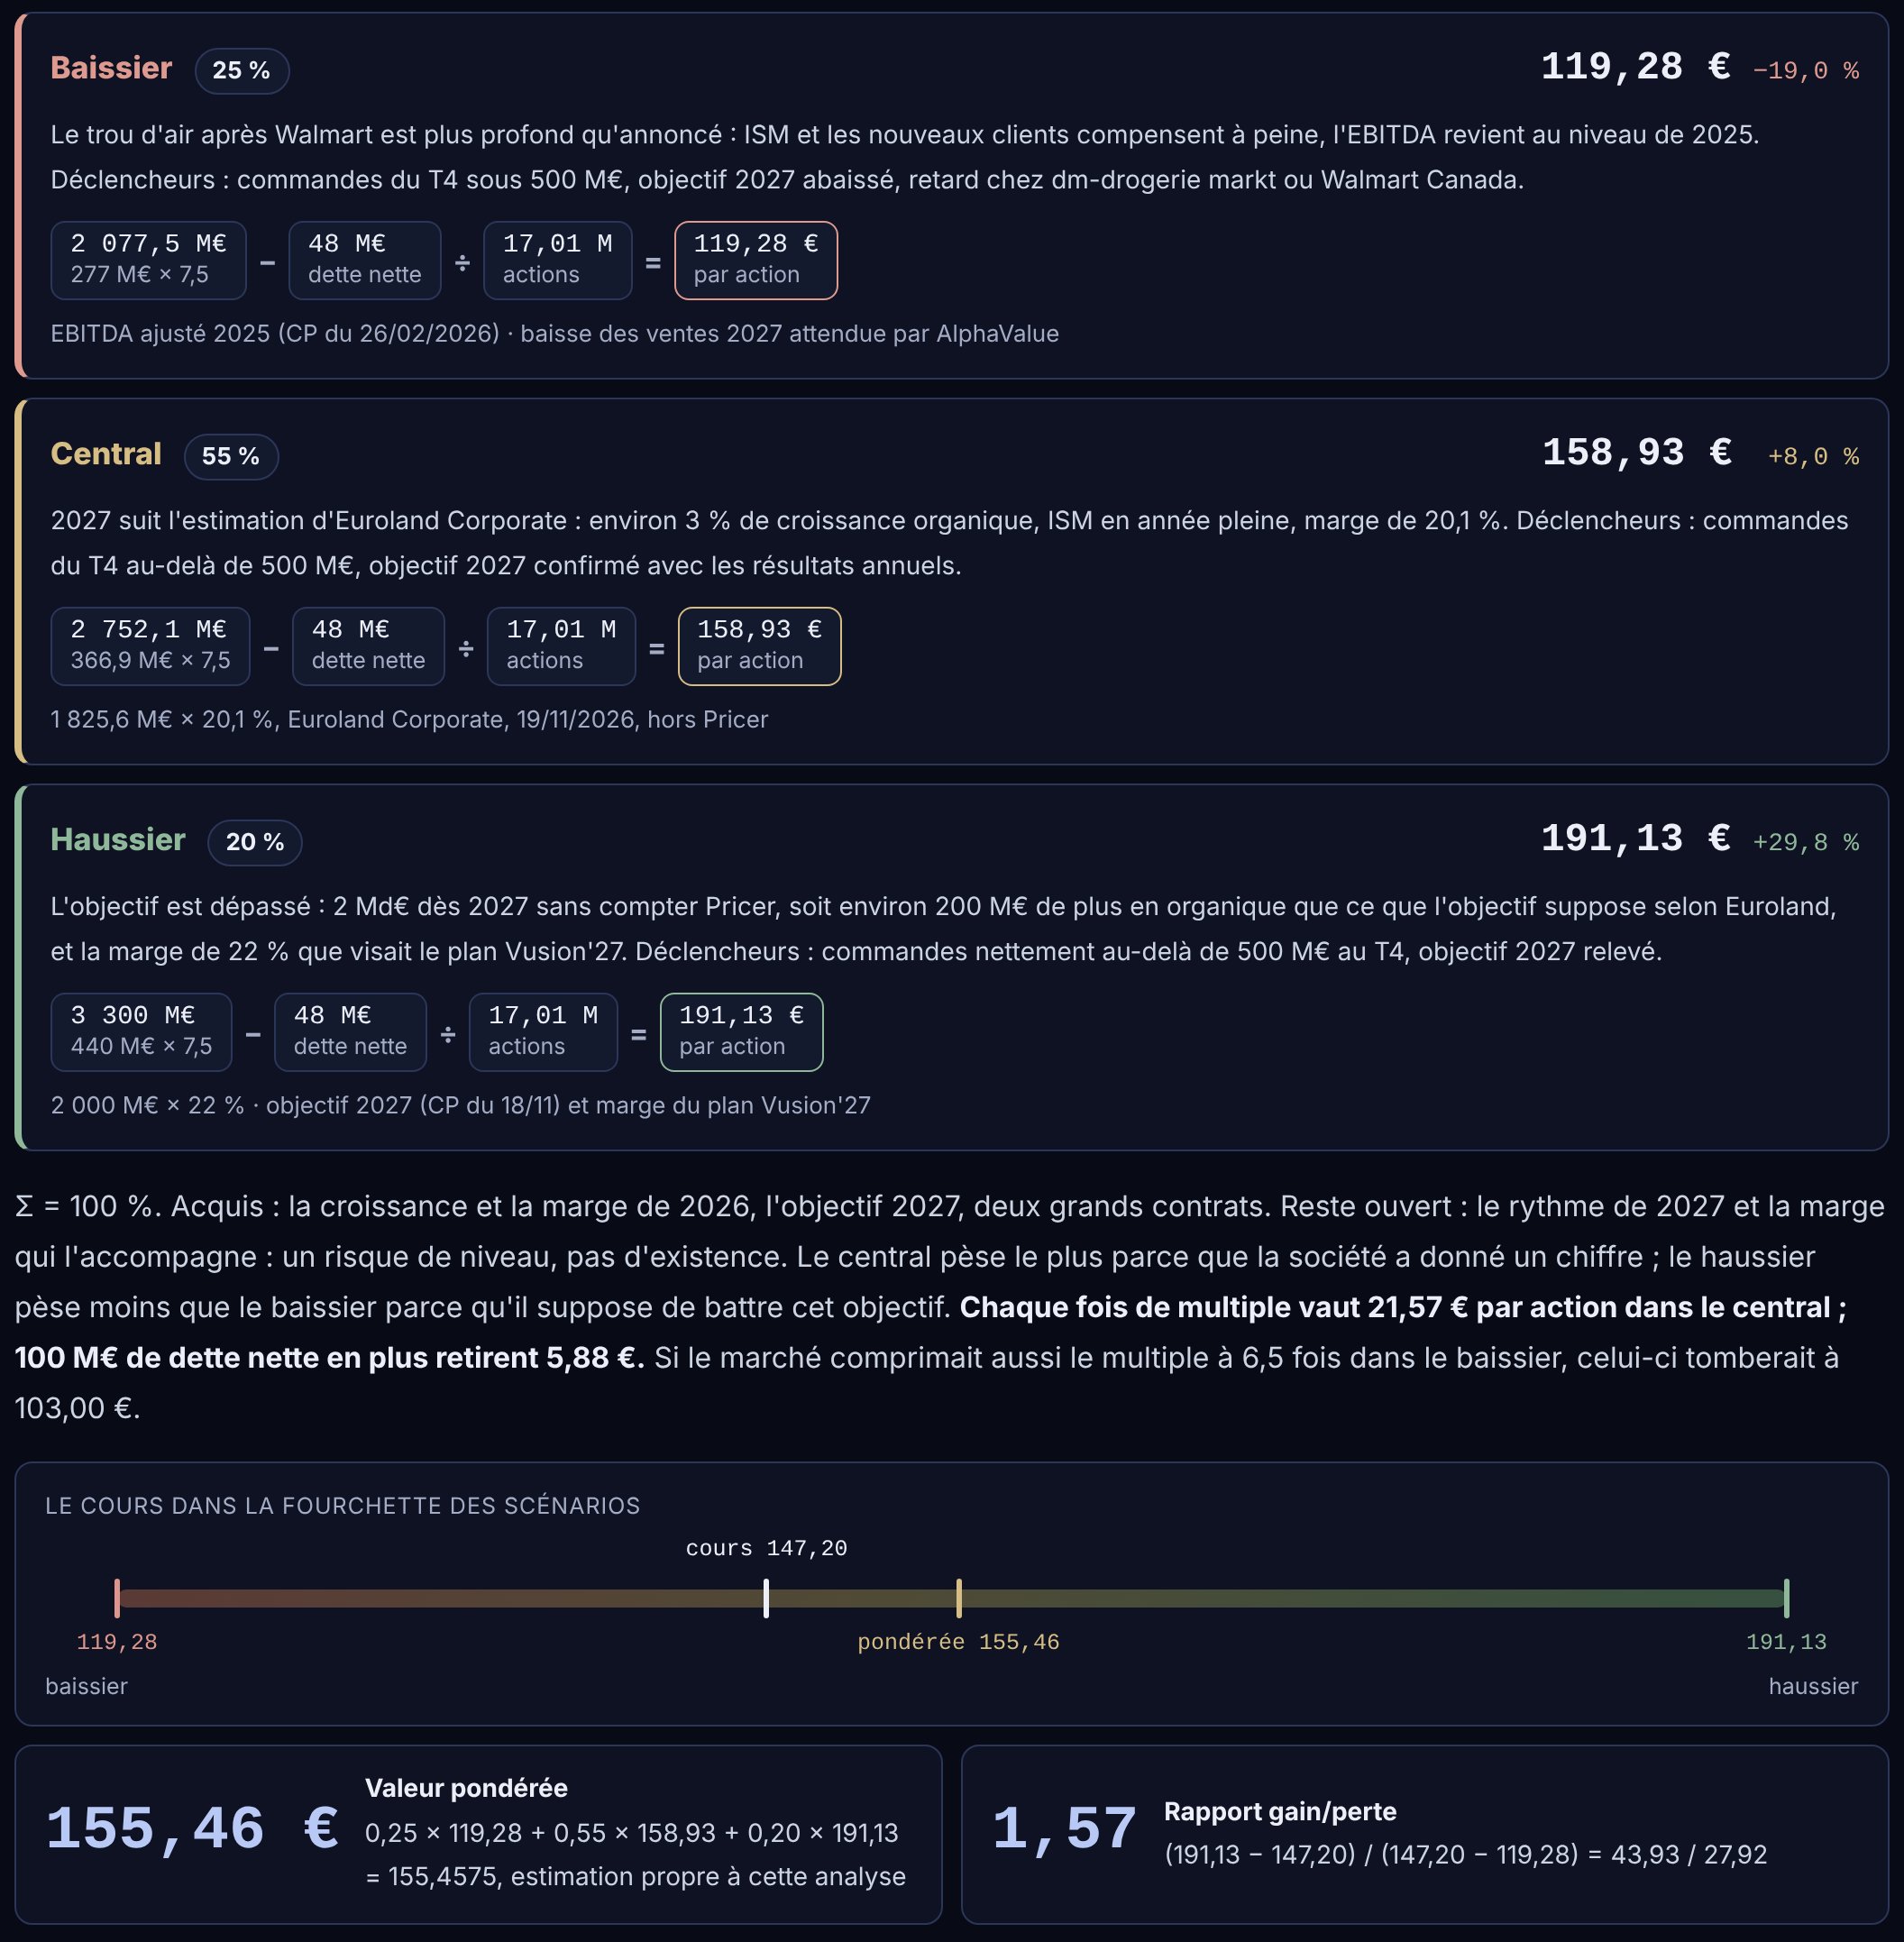 Baissier 25 % 119,28 € −19,0 %
Le trou d'air après Walmart est plus profond qu'annoncé : ISM et les nouveaux clients compensent à peine, l'EBITDA revient au niveau de 2025.
Déclencheurs : commandes du T4 sous 500 M€, objectif 2027 abaissé, retard chez dm-drogerie markt ou Walmart Canada.
2 077,5 M€ − 48 M€ ÷ 17,01 M = 119,28 €
277 M€ × 7,5 dette nette actions par action
EBITDA ajusté 2025 (CP du 26/02/2026) · baisse des ventes 2027 attendue par AlphaValue
Central 55 % 158,93 € +8,0 %
2027 suit l'estimation d'Euroland Corporate : environ 3 % de croissance organique, ISM en année pleine, marge de 20,1 %. Déclencheurs : commandes
du T4 au-delà de 500 M€, objectif 2027 confirmé avec les résultats annuels.
2 752,1 M€ − 48 M€ ÷ 17,01 M = 158,93 €
366,9 M€ × 7,5 dette nette actions par action
1 825,6 M€ × 20,1 %, Euroland Corporate, 19/11/2026, hors Pricer
Haussier 20 % 191,13 € +29,8 %
L'objectif est dépassé : 2 Md€ dès 2027 sans compter Pricer, soit environ 200 M€ de plus en organique que ce que l'objectif suppose selon Euroland,
et la marge de 22 % que visait le plan Vusion'27. Déclencheurs : commandes nettement au-delà de 500 M€ au T4, objectif 2027 relevé.
3 300 M€ − 48 M€ ÷ 17,01 M = 191,13 €
440 M€ × 7,5 dette nette actions par action
2 000 M€ × 22 % · objectif 2027 (CP du 18/11) et marge du plan Vusion'27
Σ = 100 %. Acquis : la croissance et la marge de 2026, l'objectif 2027, deux grands contrats. Reste ouvert : le rythme de 2027 et la marge
qui l'accompagne : un risque de niveau, pas d'existence. Le central pèse le plus parce que la société a donné un chiffre ; le haussier
pèse moins que le baissier parce qu'il suppose de battre cet objectif. Chaque fois de multiple vaut 21,57 € par action dans le central ;
100 M€ de dette nette en plus retirent 5,88 €. Si le marché comprimait aussi le multiple à 6,5 fois dans le baissier, celui-ci tomberait à
103,00 €.
LE COURS DANS LA FOURCHETTE DES SCÉNARIOS
cours 147,20
119,28 pondérée 155,46 191,13
baissier haussier
155,46 € Valeur pondérée
0,25 × 119,28 + 0,55 × 158,93 + 0,20 × 191,13
= 155,4575, estimation propre à cette analyse
1,57 Rapport gain/perte
(191,13 − 147,20) / (147,20 − 119,28) = 43,93 / 27,92